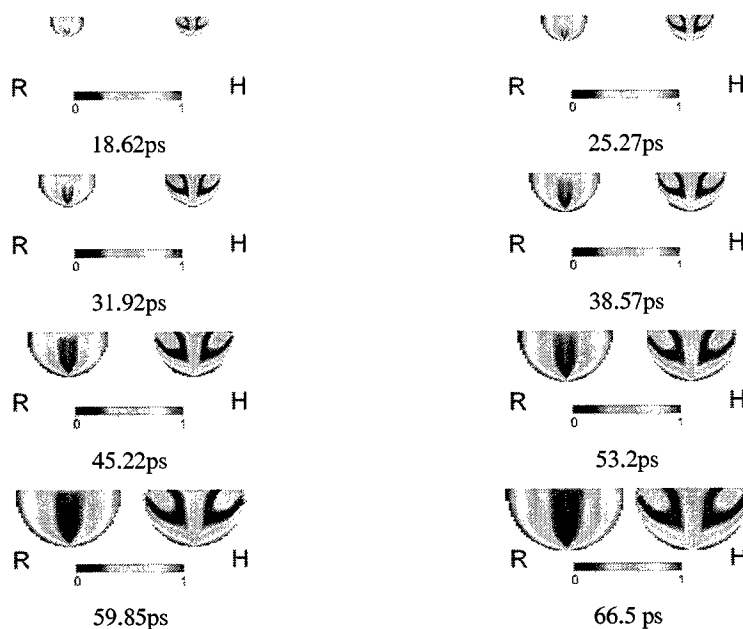 R H R H
0 1 0 1
18.62ps 25.27ps
R H R H
0 1 0 1
31.92ps 38.57ps
R H R H
0 1 0 1
45.22ps 53.2ps
R H R H
0 1 0 1
59.85ps 66.5 ps